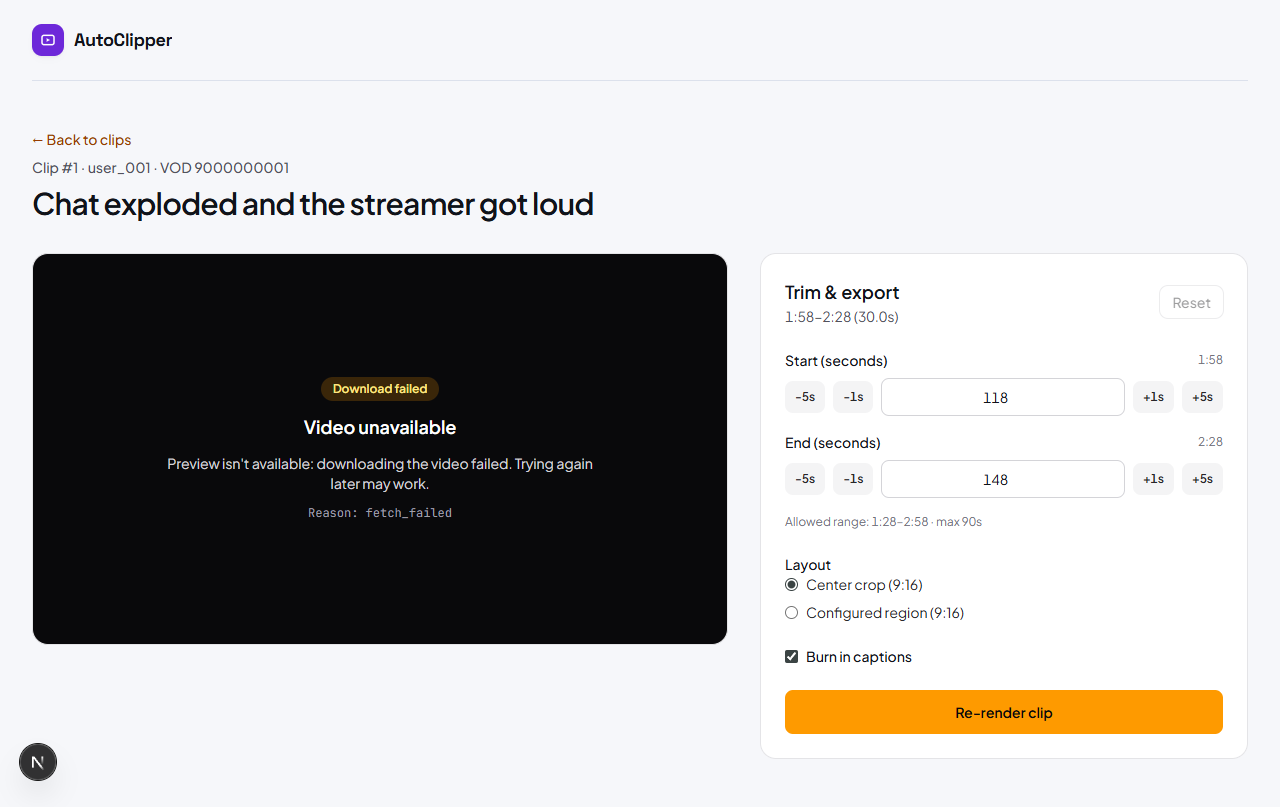 AutoClipper
← Back to clips
Clip #1 · user_001 · VOD 9000000001
Chat exploded and the streamer got loud
Download failed
Video unavailable
Preview isn't available: downloading the video failed. Trying again
later may work.
Reason: fetch_failed
Trim & export
1:58–2:28 (30.0s)
Reset
Start (seconds)
1:58
-5s
-1s
118
+1s
+5s
End (seconds)
2:28
-5s
-1s
148
+1s
+5s
Allowed range: 1:28–2:58 · max 90s
Layout
Center crop (9:16)
Configured region (9:16)
Burn in captions
Re-render clip
N